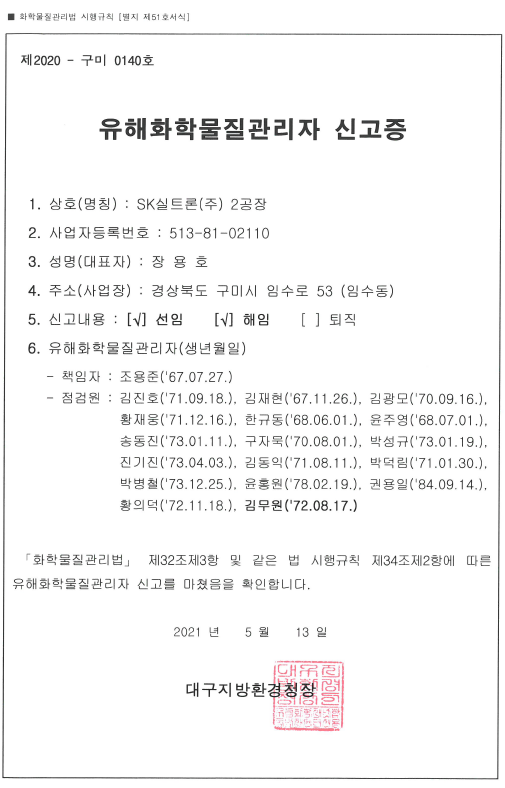 ■ 화학물질관리법 시행규칙 [별지 제51호서식]
제2020 - 구미 0140호
유해화학물질관리자 신고증
1. 상호(명칭) : SK실트론(주) 2공장
2. 사업자등록번호 : 513-81-02110
3. 성명(대표자) : 장 용 호
4. 주소(사업장) : 경상북도 구미시 임수로 53 (임수동)
5. 신고내용 : [√] 선임 [√] 해임 [ ] 퇴직
6. 유해화학물질관리자(생년월일)
- 책임자 : 조용준('67.07.27.)
- 점검원 : 김진호('71.09.18.), 김재현('67.11.26.), 김광모('70.09.16.),
황재웅('71.12.16.), 한규동('68.06.01.), 윤주영('68.07.01.),
송동진('73.01.11.), 구자묵('70.08.01.), 박성규('73.01.19.),
진기진('73.04.03.), 김동익('71.08.11.), 박덕림('71.01.30.),
박병철('73.12.25.), 윤홍원('78.02.19.), 권용일('84.09.14.),
황의덕('72.11.18.), 김무원('72.08.17.)
「화학물질관리법」 제32조제3항 및 같은 법 시행규칙 제34조제2항에 따른
유해화학물질관리자 신고를 마쳤음을 확인합니다.
2021 년 5 월 13 일
대구지방환경청장